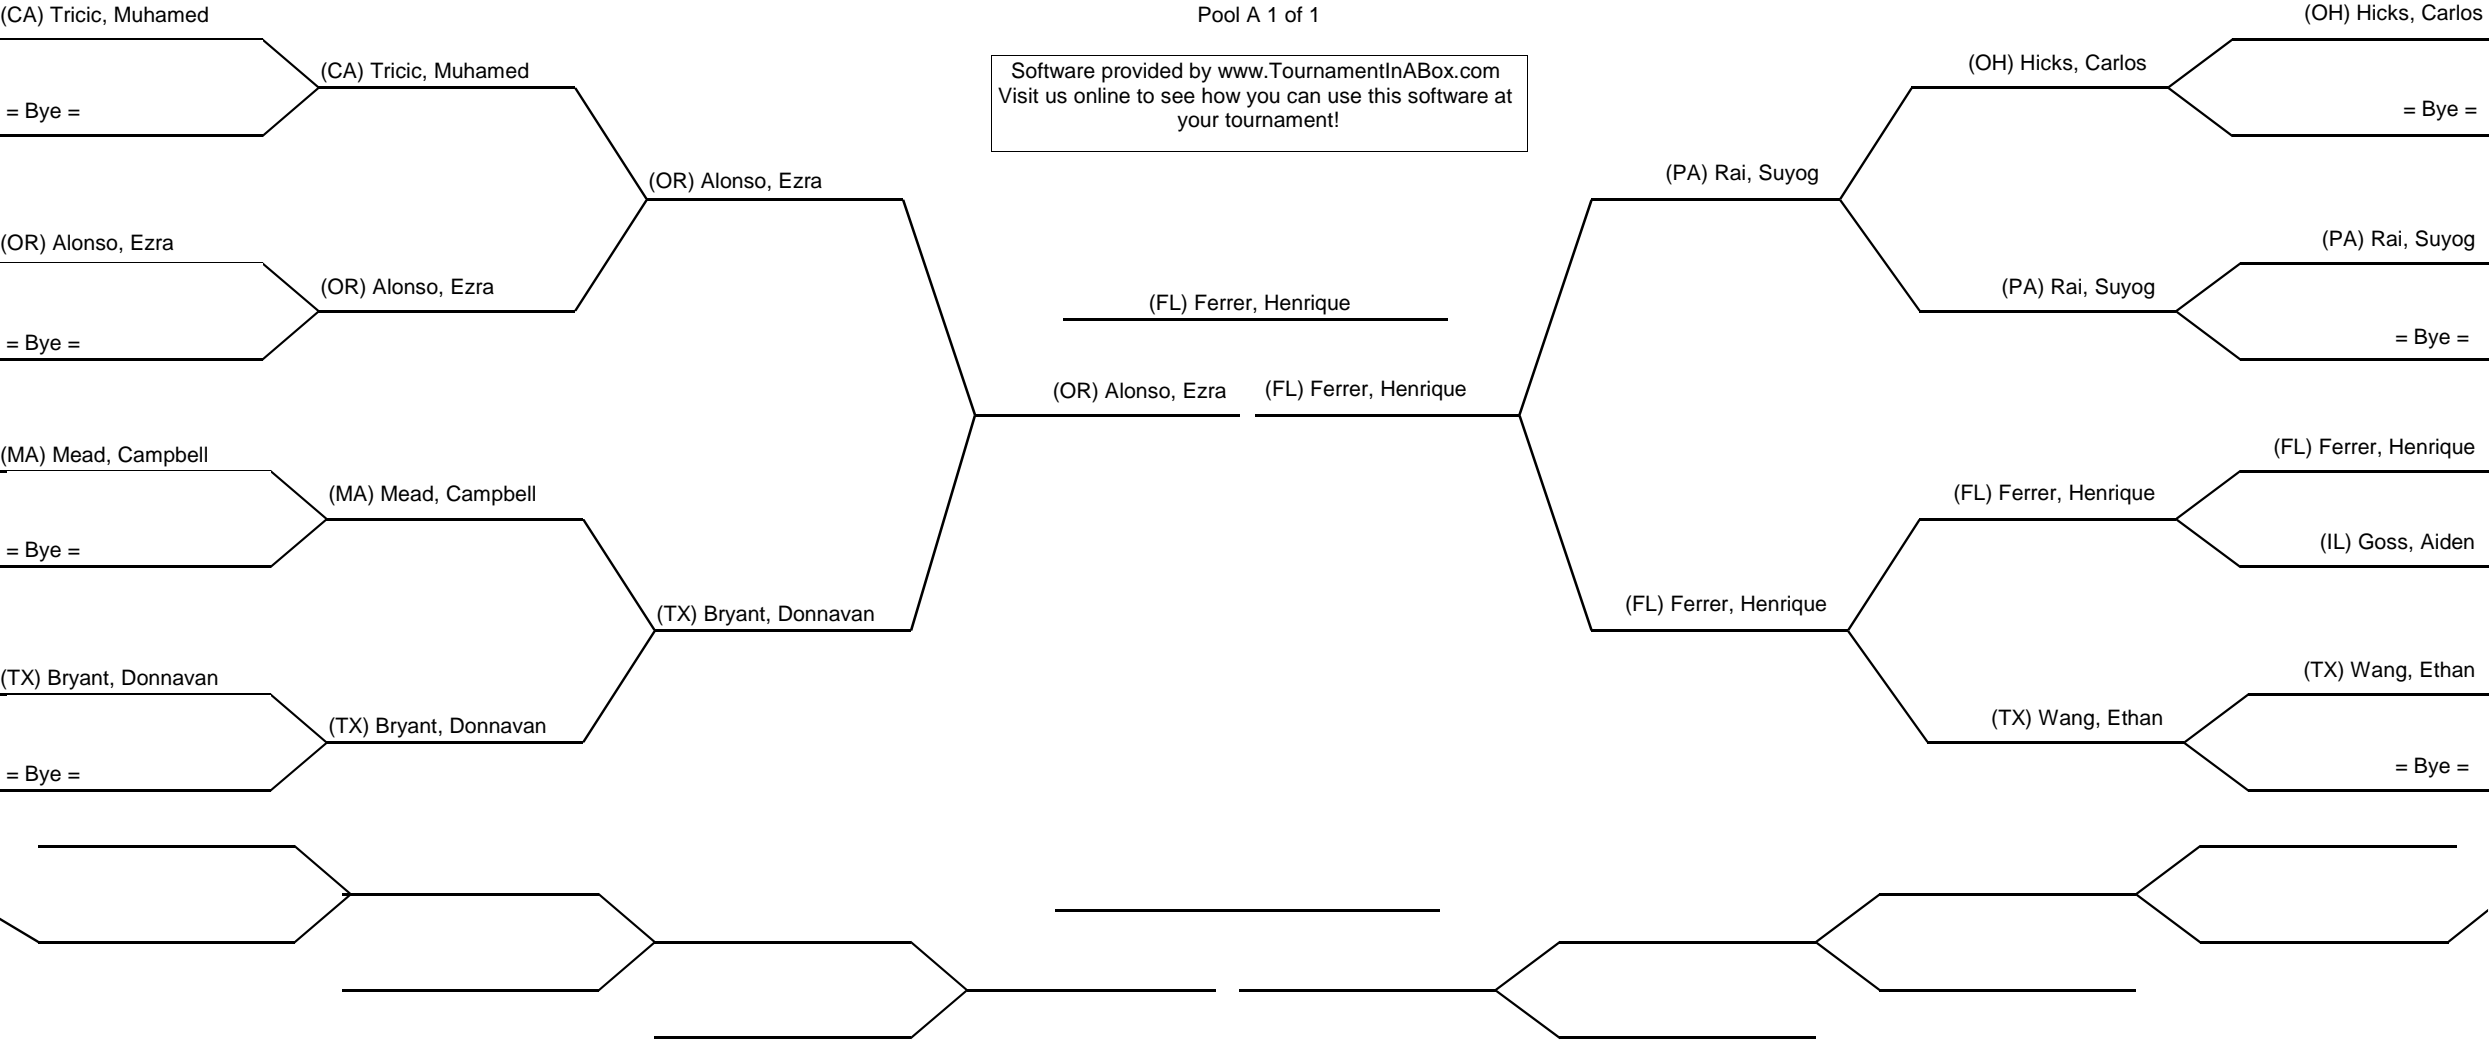 (CA) Tricic, Muhamed
Pool A 1 of 1
(OH) Hicks, Carlos
(CA) Tricic, Muhamed
Software provided by www.TournamentInABox.com
Visit us online to see how you can use this software at
your tournament!
(OH) Hicks, Carlos
= Bye =
= Bye =
(OR) Alonso, Ezra
(PA) Rai, Suyog
(OR) Alonso, Ezra
(PA) Rai, Suyog
(OR) Alonso, Ezra
(PA) Rai, Suyog
(FL) Ferrer, Henrique
= Bye =
= Bye =
(OR) Alonso, Ezra
(FL) Ferrer, Henrique
(MA) Mead, Campbell
(FL) Ferrer, Henrique
(MA) Mead, Campbell
(FL) Ferrer, Henrique
= Bye =
(IL) Goss, Aiden
(TX) Bryant, Donnavan
(FL) Ferrer, Henrique
(TX) Bryant, Donnavan
(TX) Wang, Ethan
(TX) Bryant, Donnavan
(TX) Wang, Ethan
= Bye =
= Bye =